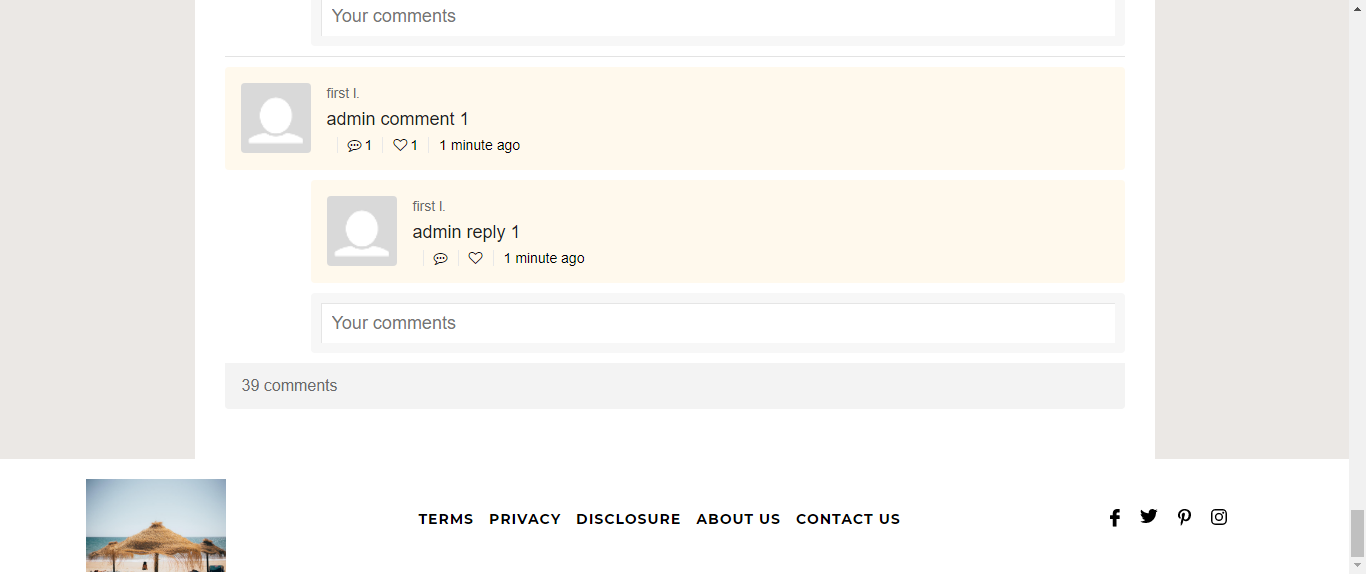 Your comments
first l.
admin comment 1
1 1 1 minute ago
first l.
admin reply 1
1 minute ago
Your comments
39 comments
TERMS PRIVACY DISCLOSURE ABOUT US CONTACT US